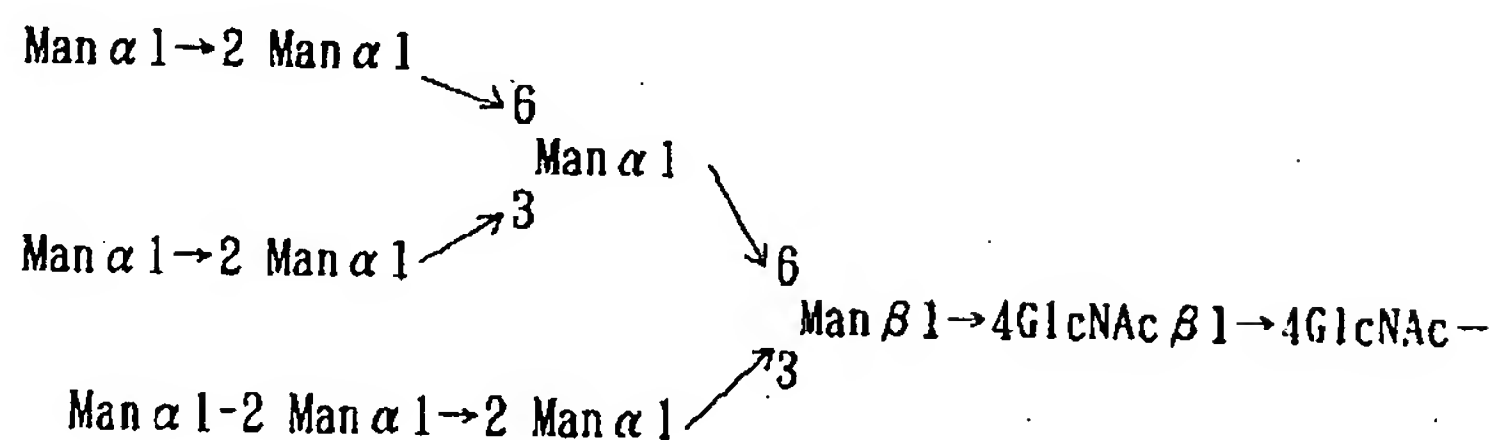 Man α 1→2 Man α 1
6
Man α 1
3
Man α 1→2 Man α 1
6
Man β 1→4GlcNAc β 1→4GlcNAc−
3
Man α 1-2 Man α 1→2 Man α 1